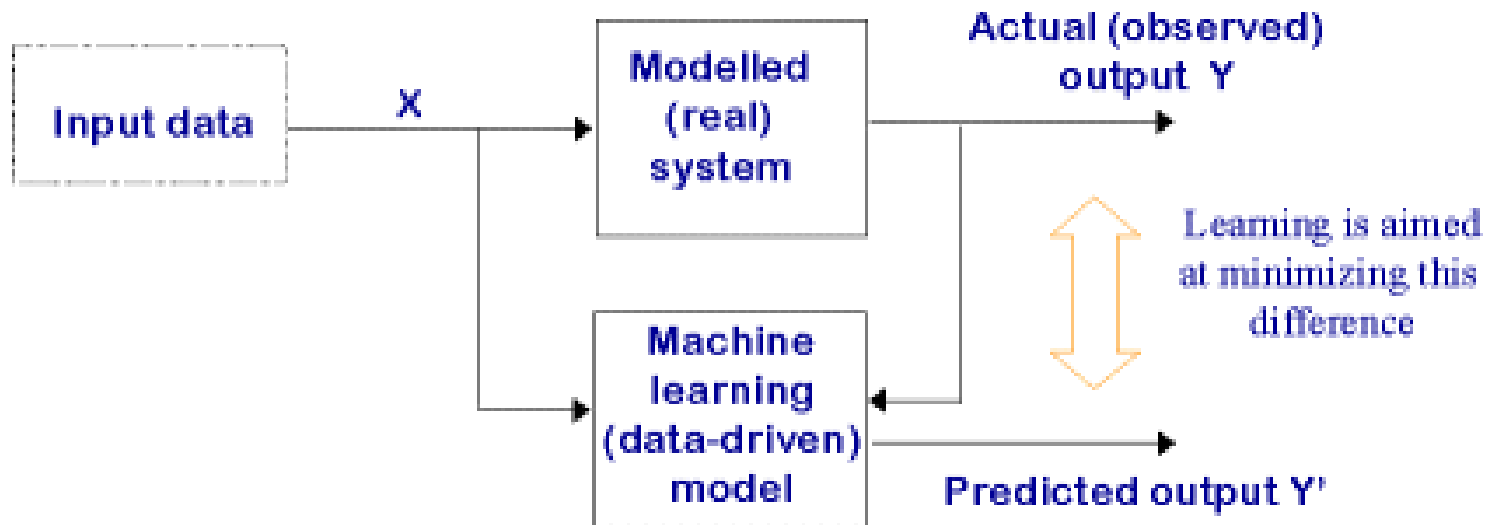 Input data
X
Modelled
(real)
system
Actual (observed)
output Y
Learning is aimed
at minimizing this
difference
Machine
learning
(data-driven)
model
Predicted output Y'